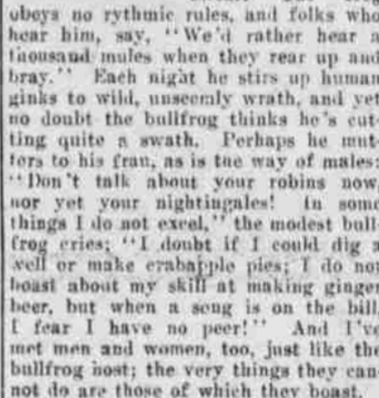 obeys no rythmic rules, and folks who
hear him, say, "We'd rather hear a
thousand mules when they rear up and
bray." Each night he stirs up human
ginks to wild, unseemly wrath, and yet
no doubt the bullfrog thinks he's cut-
ting quite a swath. Perhaps he mut-
ters to his frau, as is the way of males:
"Don't talk about your robins now,
nor yet your nightingales! In some
things I do not excel," the modest bull
frog cries; "I doubt if I could dig a
well or make crabapple pies; I do not
boast about my skill at making ginger
beer, but when a song is on the bill,
I fear I have no peer!" And I've
met men and women, too, just like the
bullfrog host; the very things they can
not do are those of which they boast.